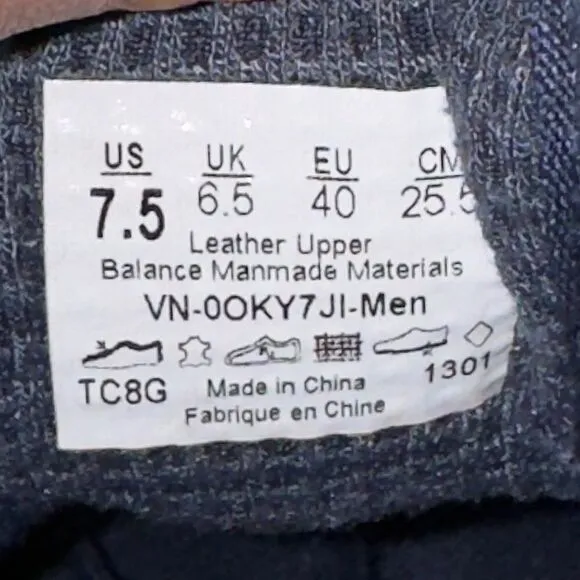 US UK EU CM
7.5 6.5 40 25.5
Leather Upper
Balance Manmade Materials
VN-0OKY7JI-Men
TC8G 1301
Made in China
Fabrique en Chine